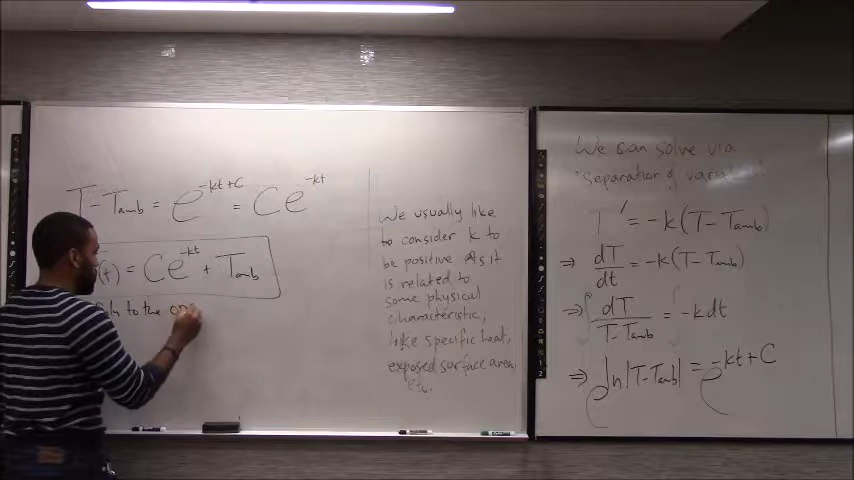 T - Tamb = e^-kt+C = Ce^-kt
(t) = Ce^-kt + Tamb
to the
We usually like
to consider k to
be positive as it
is related to
some physical
characteristic,
like specific heat,
exposed surface area,
etc.
We can solve via
"separation of
T' = -k(T-Tamb)
⇒ dT/dt = -k(T-Tamb)
⇒ ∫ dT/T-Tamb = ∫ -kdt
⇒ e^ln|T-Tamb| = e^-kt+C